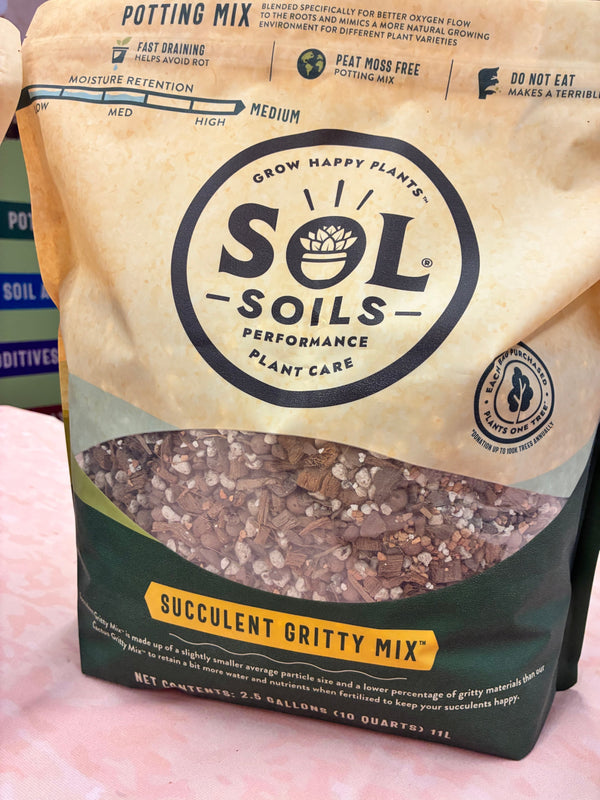 POTTING MIX
BLENDED SPECIFICALLY FOR BETTER OXYGEN FLOW
TO THE ROOTS AND MIMICS A MORE NATURAL GROWING
ENVIRONMENT FOR DIFFERENT PLANT VARIETIES
FAST DRAINING
HELPS AVOID ROT
PEAT MOSS FREE
POTTING MIX
DO NOT EAT
MAKES A TERRIBL
MOISTURE RETENTION
OW
MED
HIGH
MEDIUM
GROW HAPPY PLANTS™
SOL®
SOILS
PERFORMANCE
PLANT CARE
EACH BAG PURCHASED
PLANTS ONE TREE*
*DONATION UP TO 100K TREES ANNUALLY
POT
SOIL A
DDITIVES
SUCCULENT GRITTY MIX™
Gritty Mix™ is made up of a slightly smaller average particle size and a lower percentage of gritty materials than our
Cactus Gritty Mix™ to retain a bit more water and nutrients when fertilized to keep your succulents happy.
NET CONTENTS: 2.5 GALLONS (10 QUARTS) 11L